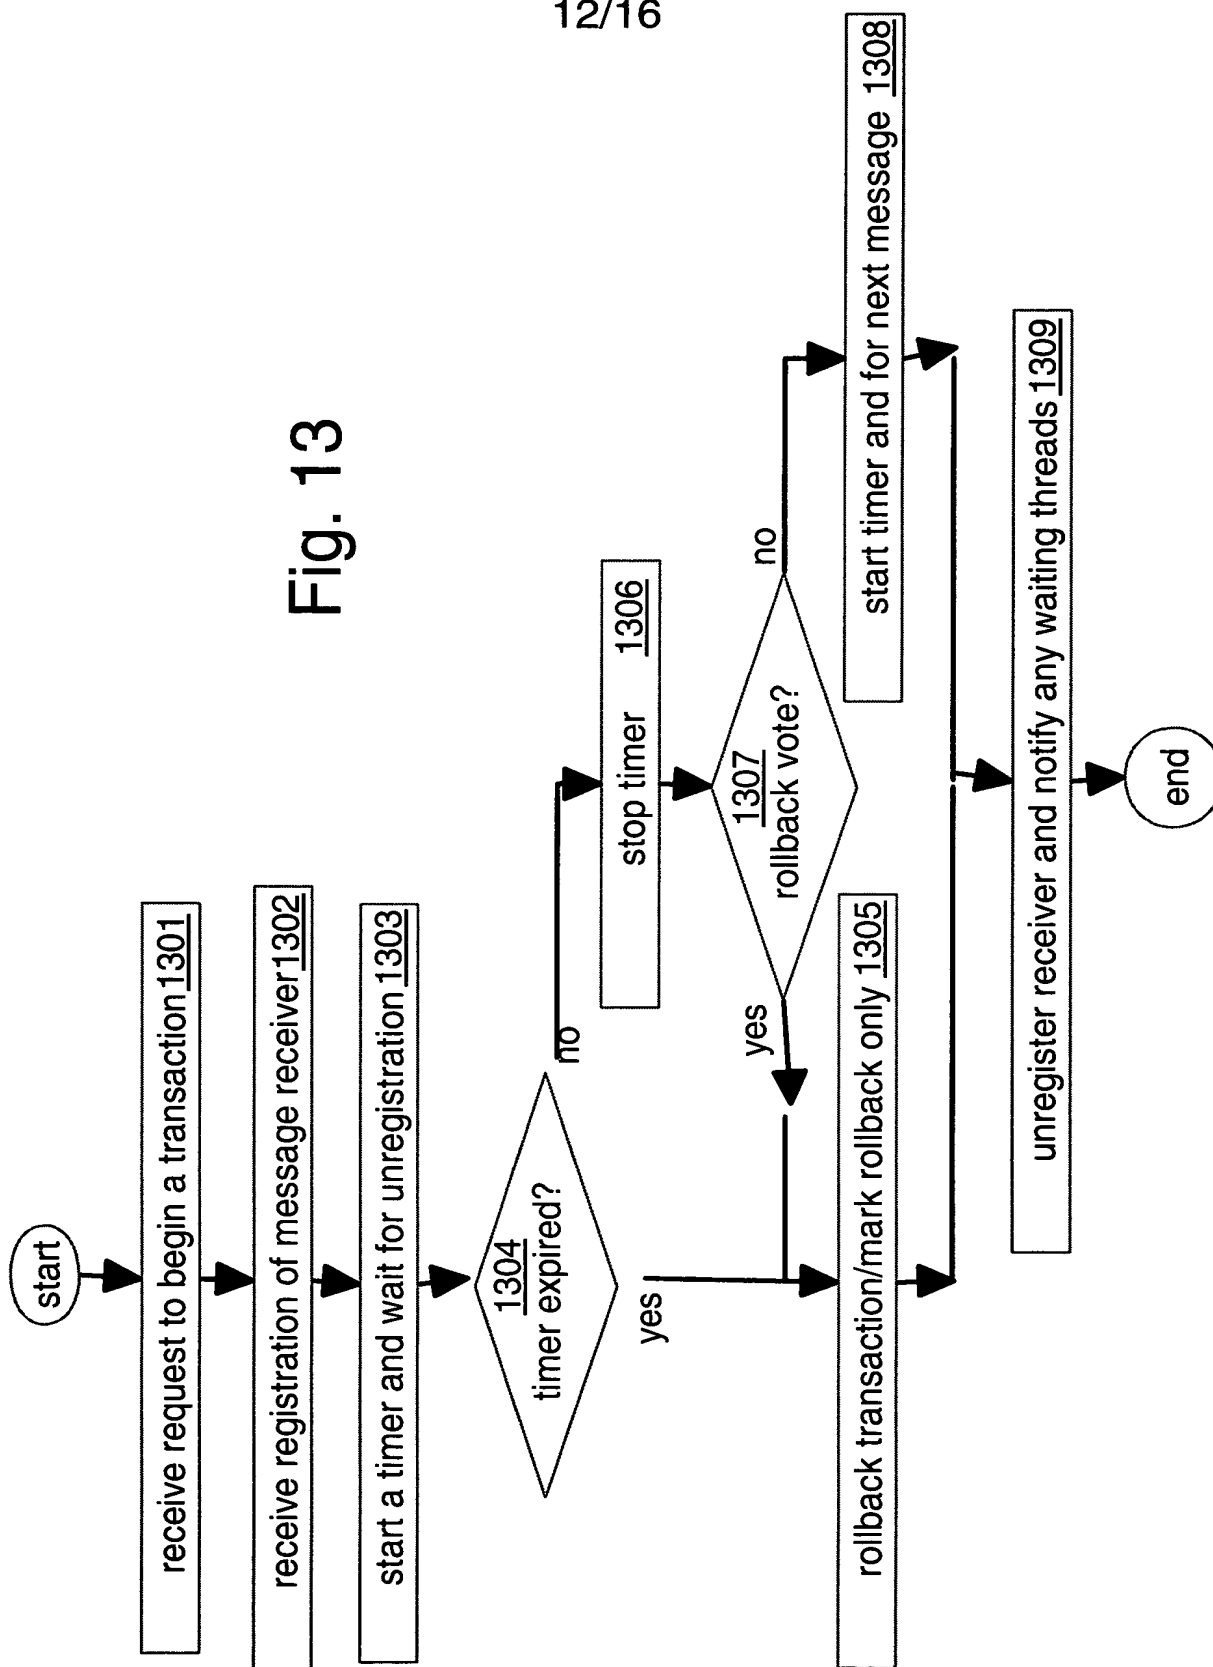 12/16
Fig. 13
start
receive request to begin a transaction 1301
receive registration of message receiver 1302
start a timer and wait for unregistration 1303
1304
timer expired?
no
yes
stop timer 1306
1307
rollback vote?
no
yes
rollback transaction/mark rollback only 1305
start timer and for next message 1308
unregister receiver and notify any waiting threads 1309
end